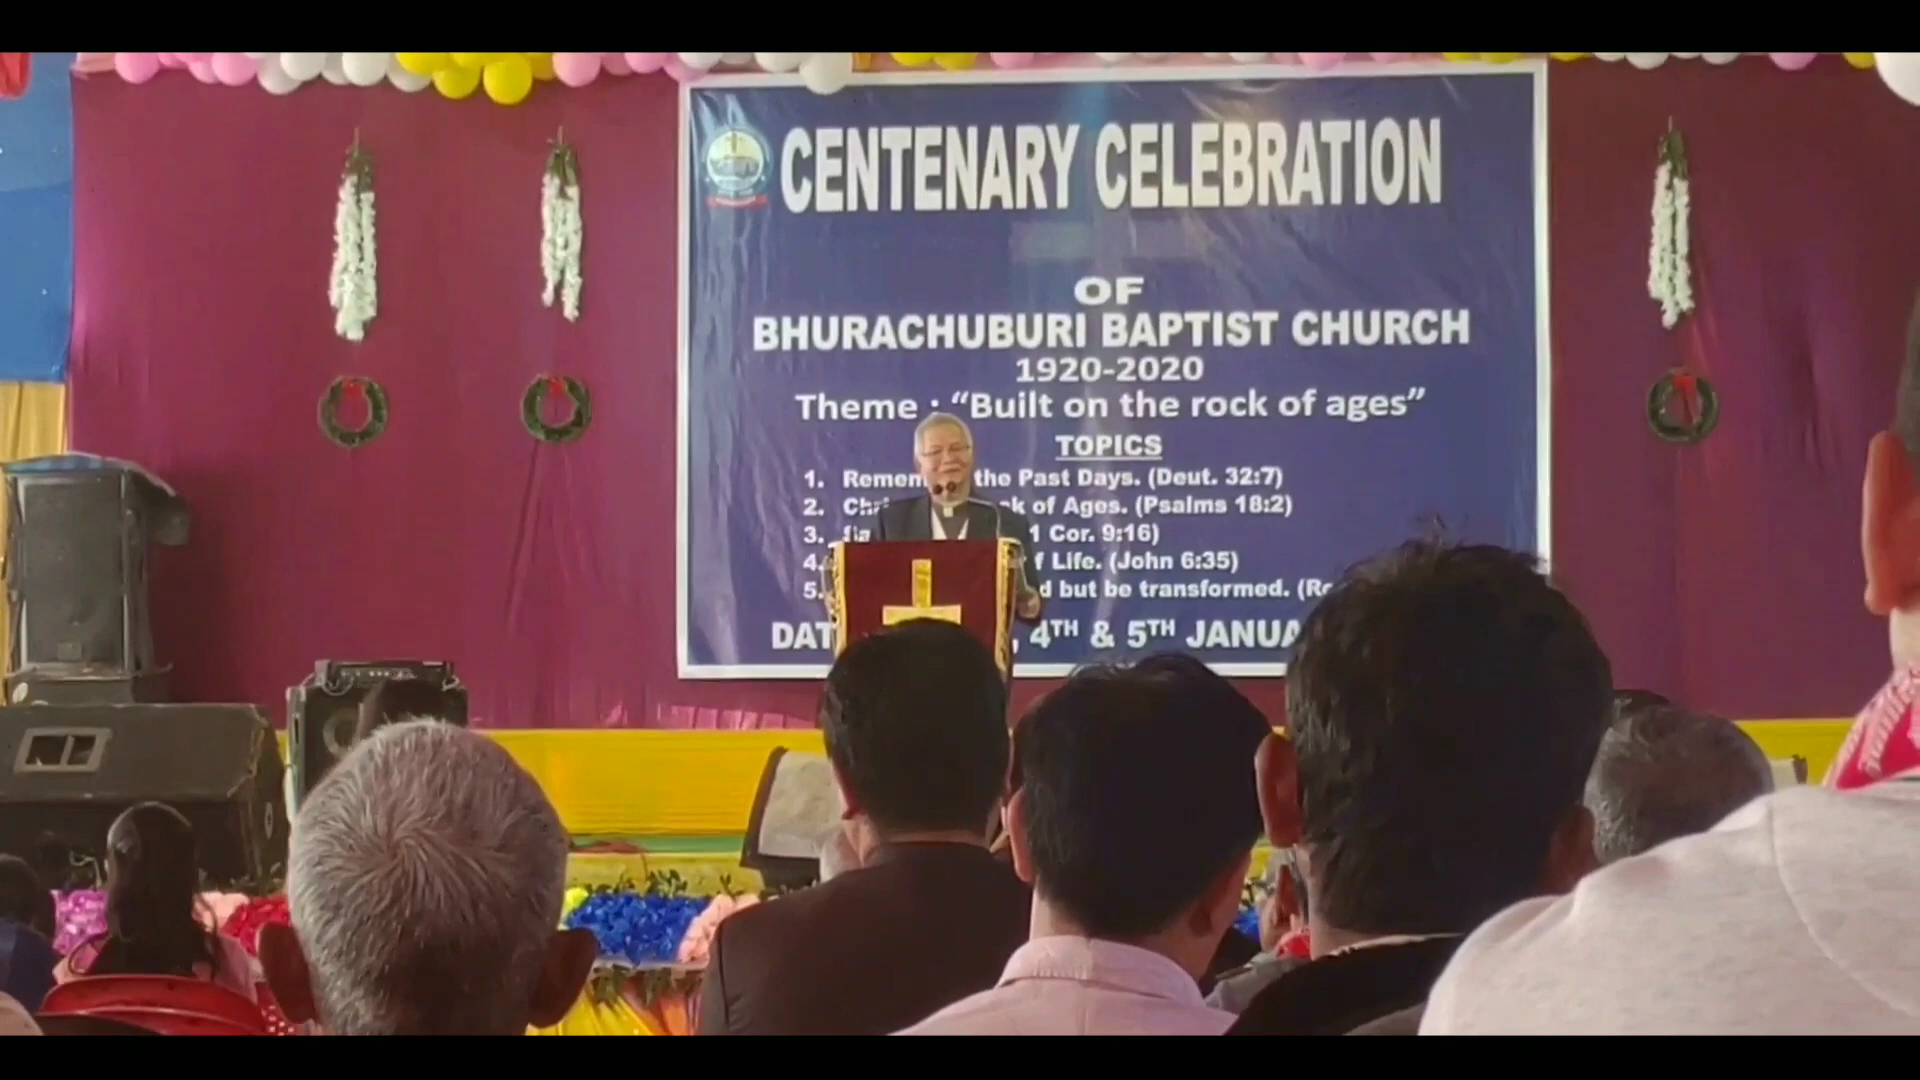 CENTENARY CELEBRATION
OF
BHURACHUBURI BAPTIST CHURCH
1920-2020
Theme : “Built on the rock of ages”
TOPICS
1. the Past Days. (Deut. 32:7)
2. of Ages. (Psalms 18:2)
3. 1 Cor. 9:16)
4. Life. (John 6:35)
5. but be transformed.
4TH & 5TH